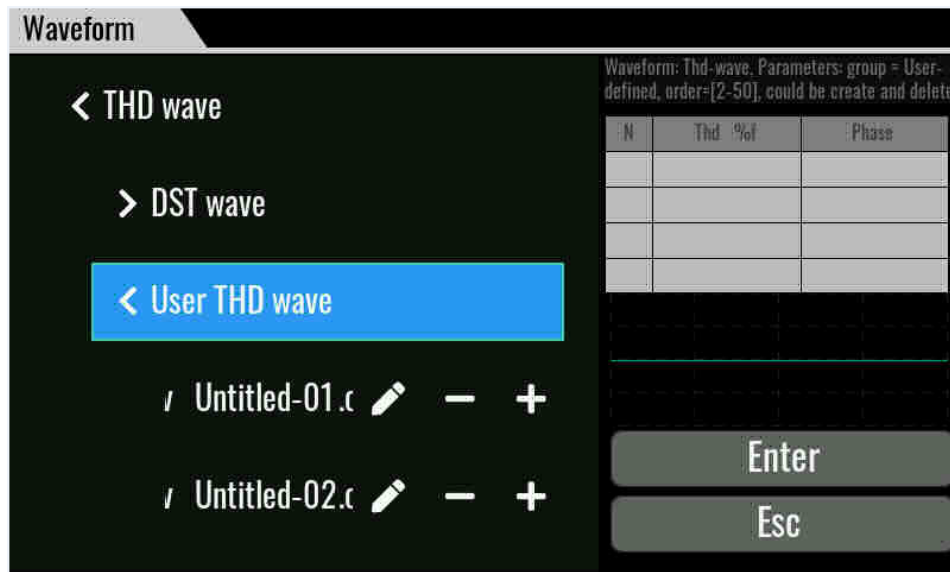 Waveform
THD wave
DST wave
User THD wave
Untitled-01.c
Untitled-02.c
Waveform: Thd-wave, Parameters: group = User-
defined, order=[2-50], could be create and delete
N Thd %f Phase
Enter
Esc